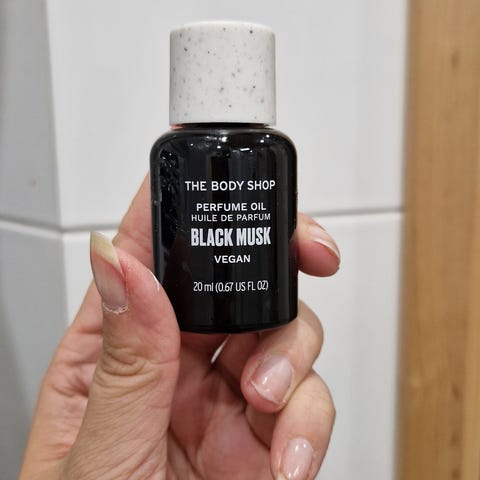 THE BODY SHOP
PERFUME OIL
HUILE DE PARFUM
BLACK MUSK
VEGAN
20 ml (0.67 US FL OZ)